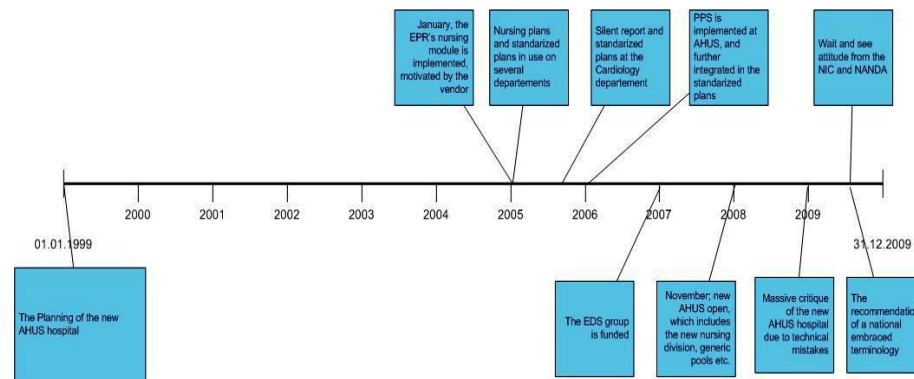 January, the
EPR's nursing
module is
implemented,
motivated by the
vendor
Nursing plans
and standarized
plans in use on
several
departements
Silent report and
standarized
plans at the
Cardiology
departement
PPS is
implemented at
AHUS, and
further
integrated in the
standarized
plans
Wait and see
attitude from the
NIC and NANDA
2000
2001
2002
2003
2004
2005
2006
2007
2008
2009
01.01.1999
31.12.2009
The Planning of the new
AHUS hospital
The EDS group
is funded
November; new
AHUS open,
which includes
the new nursing
division, generic
pools etc.
Massive critique
of the new
AHUS hospital
due to technical
mistakes
The
recommendatio
of a national
embraced
terminology